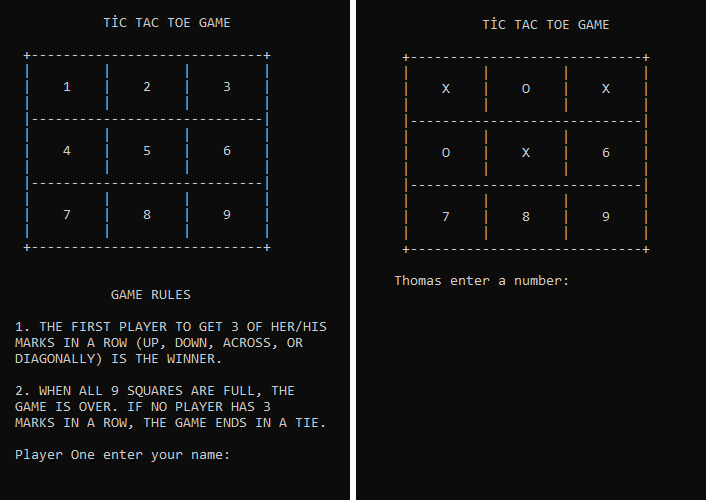 TİC TAC TOE GAME
1 2 3
4 5 6
7 8 9
GAME RULES
1. THE FIRST PLAYER TO GET 3 OF HER/HIS
MARKS IN A ROW (UP, DOWN, ACROSS, OR
DIAGONALLY) IS THE WINNER.
2. WHEN ALL 9 SQUARES ARE FULL, THE
GAME IS OVER. IF NO PLAYER HAS 3
MARKS IN A ROW, THE GAME ENDS IN A TIE.
Player One enter your name:
TİC TAC TOE GAME
X O X
O X 6
7 8 9
Thomas enter a number: